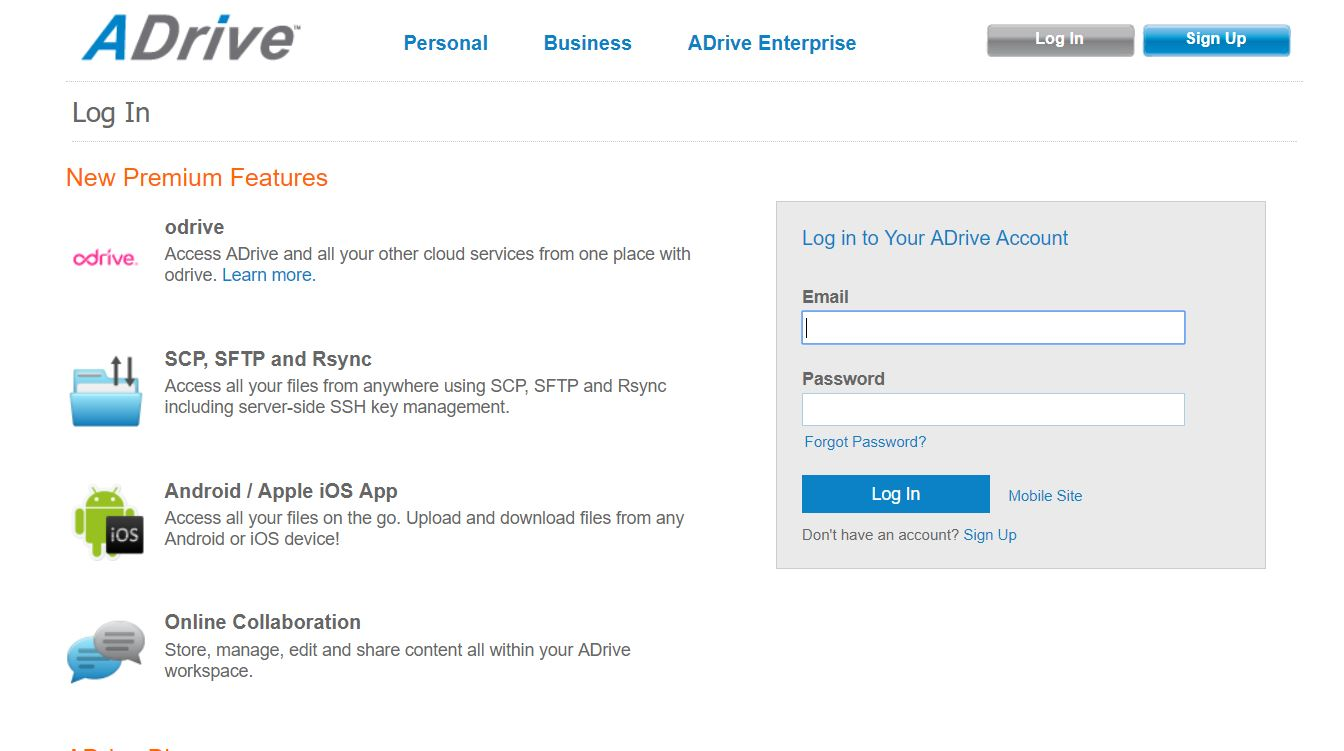 ADrive™
Personal
Business
ADrive Enterprise
Log In
Sign Up
Log In
New Premium Features
odrive.
odrive
Access ADrive and all your other cloud services from one place with
odrive. Learn more.
SCP, SFTP and Rsync
Access all your files from anywhere using SCP, SFTP and Rsync
including server-side SSH key management.
iOS
Android / Apple iOS App
Access all your files on the go. Upload and download files from any
Android or iOS device!
Online Collaboration
Store, manage, edit and share content all within your ADrive
workspace.
Log in to Your ADrive Account
Email
Password
Forgot Password?
Log In
Mobile Site
Don't have an account? Sign Up